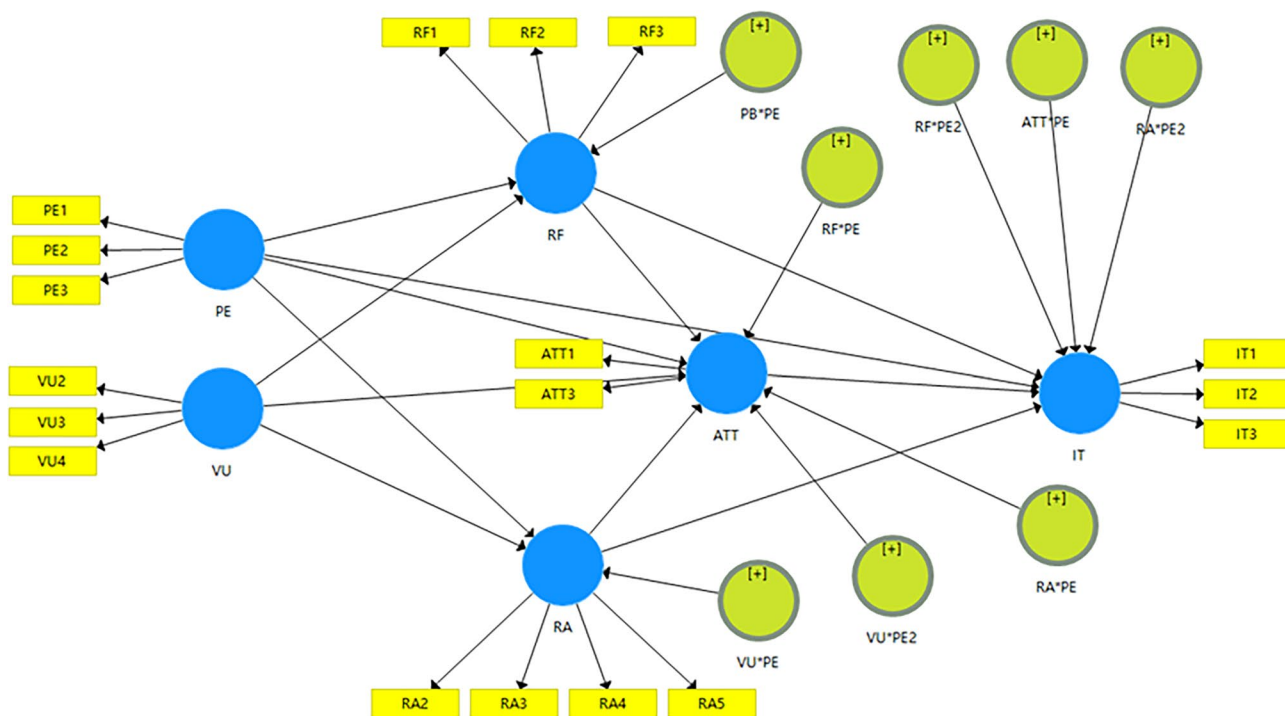 RF1
RF2
RF3
[+]
PB*PE
[+]
RF*PE2
[+]
ATT*PE
[+]
RA*PE2
[+]
RF*PE
RF
PE1
PE2
PE3
PE
ATT1
ATT3
ATT
IT1
IT2
IT3
IT
VU2
VU3
VU4
VU
[+]
RA*PE
[+]
VU*PE2
[+]
VU*PE
RA
RA2
RA3
RA4
RA5